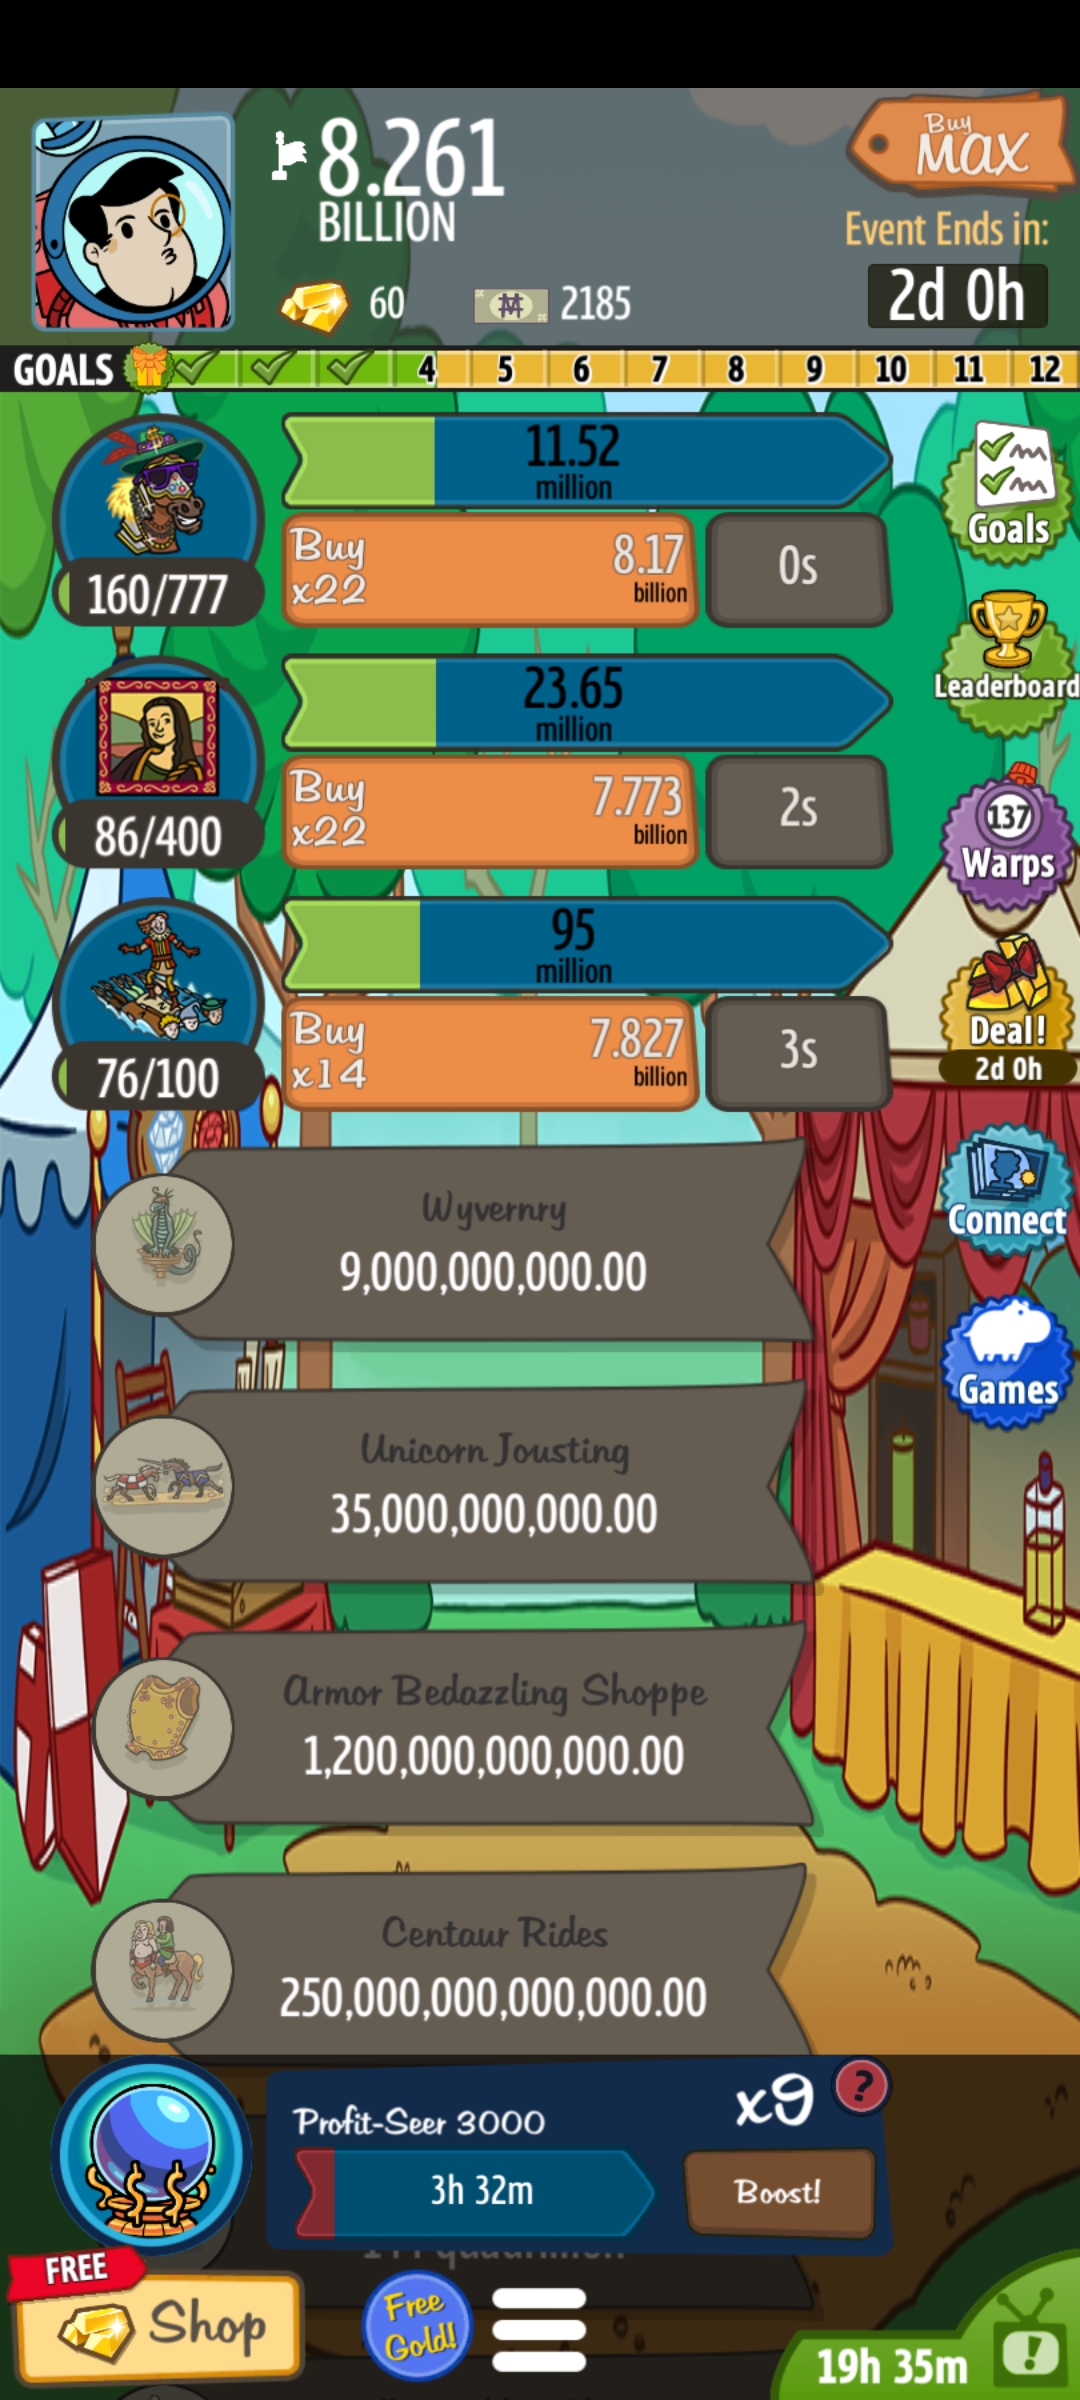 8.261
BILLION
Buy
MAX
Event Ends in:
2d 0h
60
2185
GOALS
4 5 6 7 8 9 10 11 12
11.52
million
Buy
x22
8.17
billion
0s
160/777
Goals
23.65
million
Buy
x22
7.773
billion
2s
86/400
Leaderboard
137
Warps
95
million
Buy
x14
7.827
billion
3s
76/100
Deal!
2d 0h
Wyvernry
9,000,000,000.00
Connect
Unicorn Jousting
35,000,000,000.00
Games
Armor Bedazzling Shoppe
1,200,000,000,000.00
Centaur Rides
250,000,000,000,000.00
Profit-Seer 3000
x9
?
3h 32m
Boost!
FREE
Shop
Free
Gold!
19h 35m
!